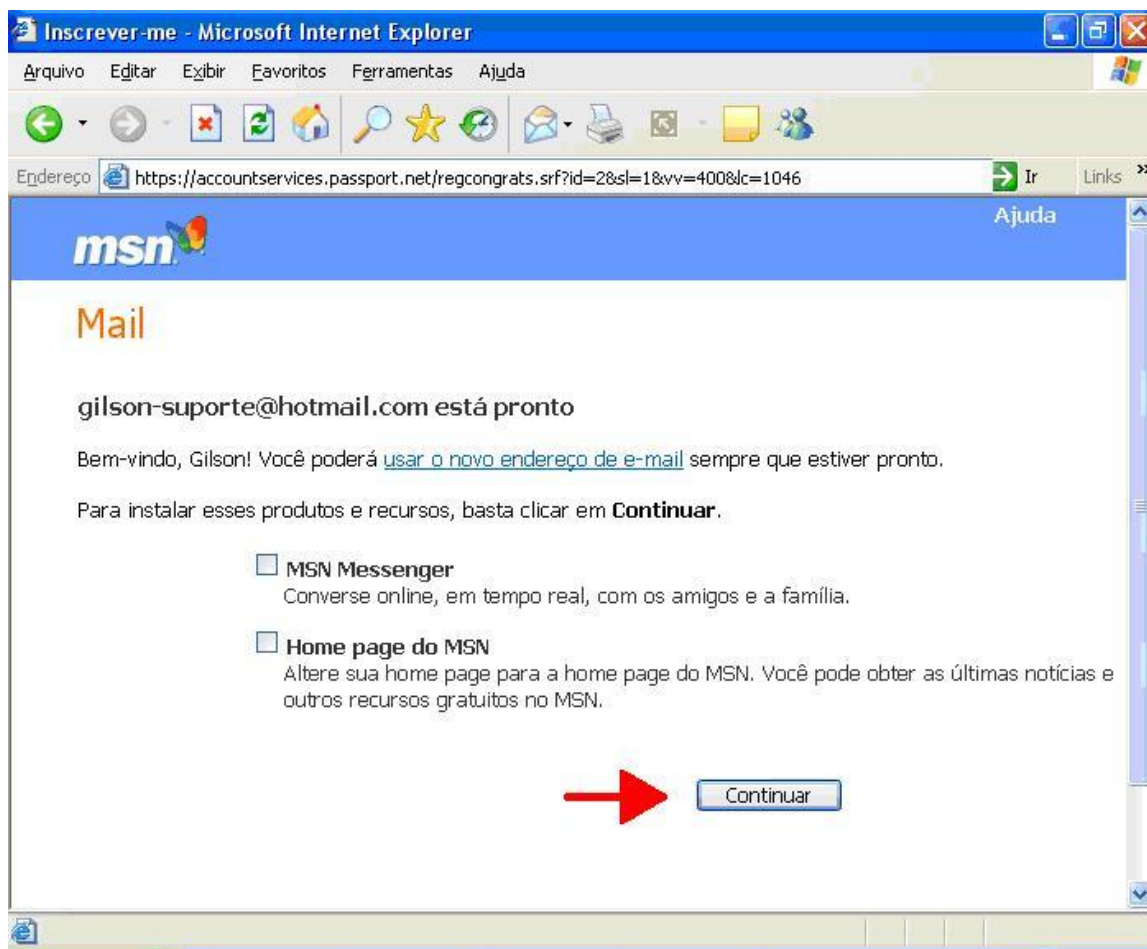 Inscrever-me - Microsoft Internet Explorer
Arquivo Editar Exibir Favoritos Ferramentas Ajuda
Endereço https://accountservices.passport.net/regcongrats.srf?id=2&sl=1&vv=400&lc=1046 Ir Links »
Ajuda
msn
Mail
gilson-suporte@hotmail.com está pronto
Bem-vindo, Gilson! Você poderá usar o novo endereço de e-mail sempre que estiver pronto.
Para instalar esses produtos e recursos, basta clicar em Continuar.
MSN Messenger
Converse online, em tempo real, com os amigos e a família.
Home page do MSN
Altere sua home page para a home page do MSN. Você pode obter as últimas notícias e
outros recursos gratuitos no MSN.
Continuar